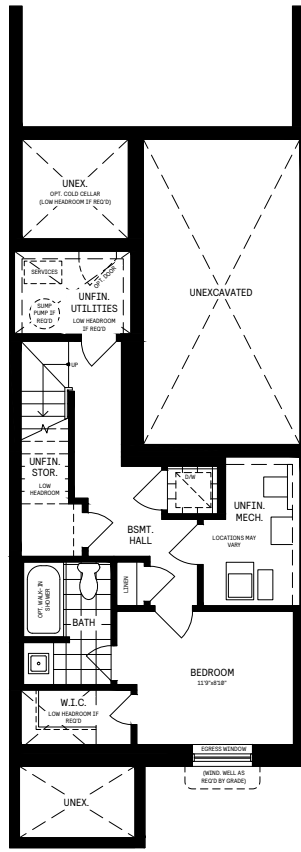 UNEX.
OPT. COLD CELLAR
(LOW HEADROOM IF REQ'D)
SERVICES
OPT. DOOR
SUMP
PUMP IF
REQ'D
UNFIN.
UTILITIES
LOW HEADROOM
IF REQ'D
UNEXCAVATED
UP
UNFIN.
STOR.
LOW
HEADROOM
D/W
UNFIN.
MECH.
LOCATIONS MAY
VARY
BSMT.
HALL
LINEN
OPT. WALK-IN
SHOWER
BATH
BEDROOM
11'9"x8'10"
W.I.C.
LOW HEADROOM IF
REQ'D
EGRESS WINDOW
(WIND. WELL AS
REQ'D BY GRADE)
UNEX.